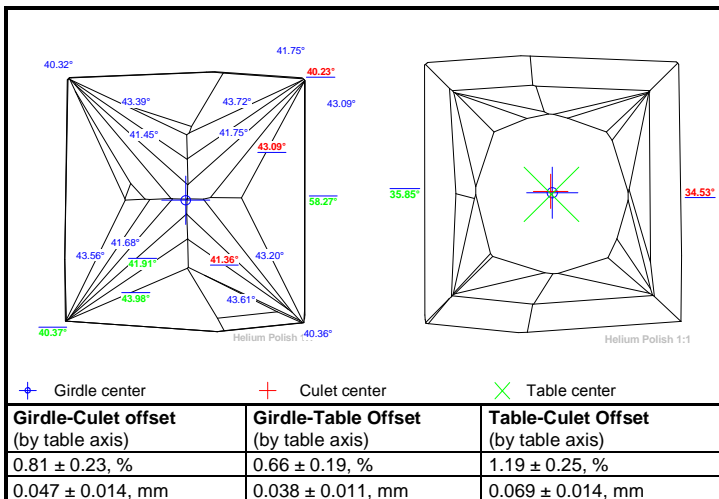 41.75°
40.32°
40.23°
43.39°
43.72°
43.09°
41.45°
41.75°
43.09°
58.27°
35.85°
34.53°
41.68°
43.56°
41.91°
41.36°
43.20°
43.98°
43.61°
40.37°
40.36°
Helium Polish 1:
Helium Polish 1:1
Girdle center
Culet center
Table center
Girdle-Culet offset
(by table axis)
Girdle-Table Offset
(by table axis)
Table-Culet Offset
(by table axis)
0.81 ± 0.23, %
0.66 ± 0.19, %
1.19 ± 0.25, %
0.047 ± 0.014, mm
0.038 ± 0.011, mm
0.069 ± 0.014, mm